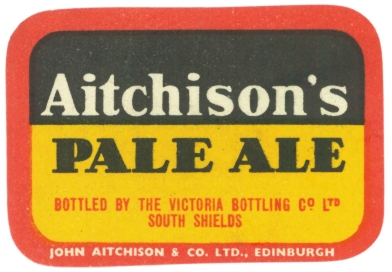 Aitchison's
PALE ALE
BOTTLED BY THE VICTORIA BOTTLING CO LTD
SOUTH SHIELDS
JOHN AITCHISON & CO. LTD., EDINBURGH